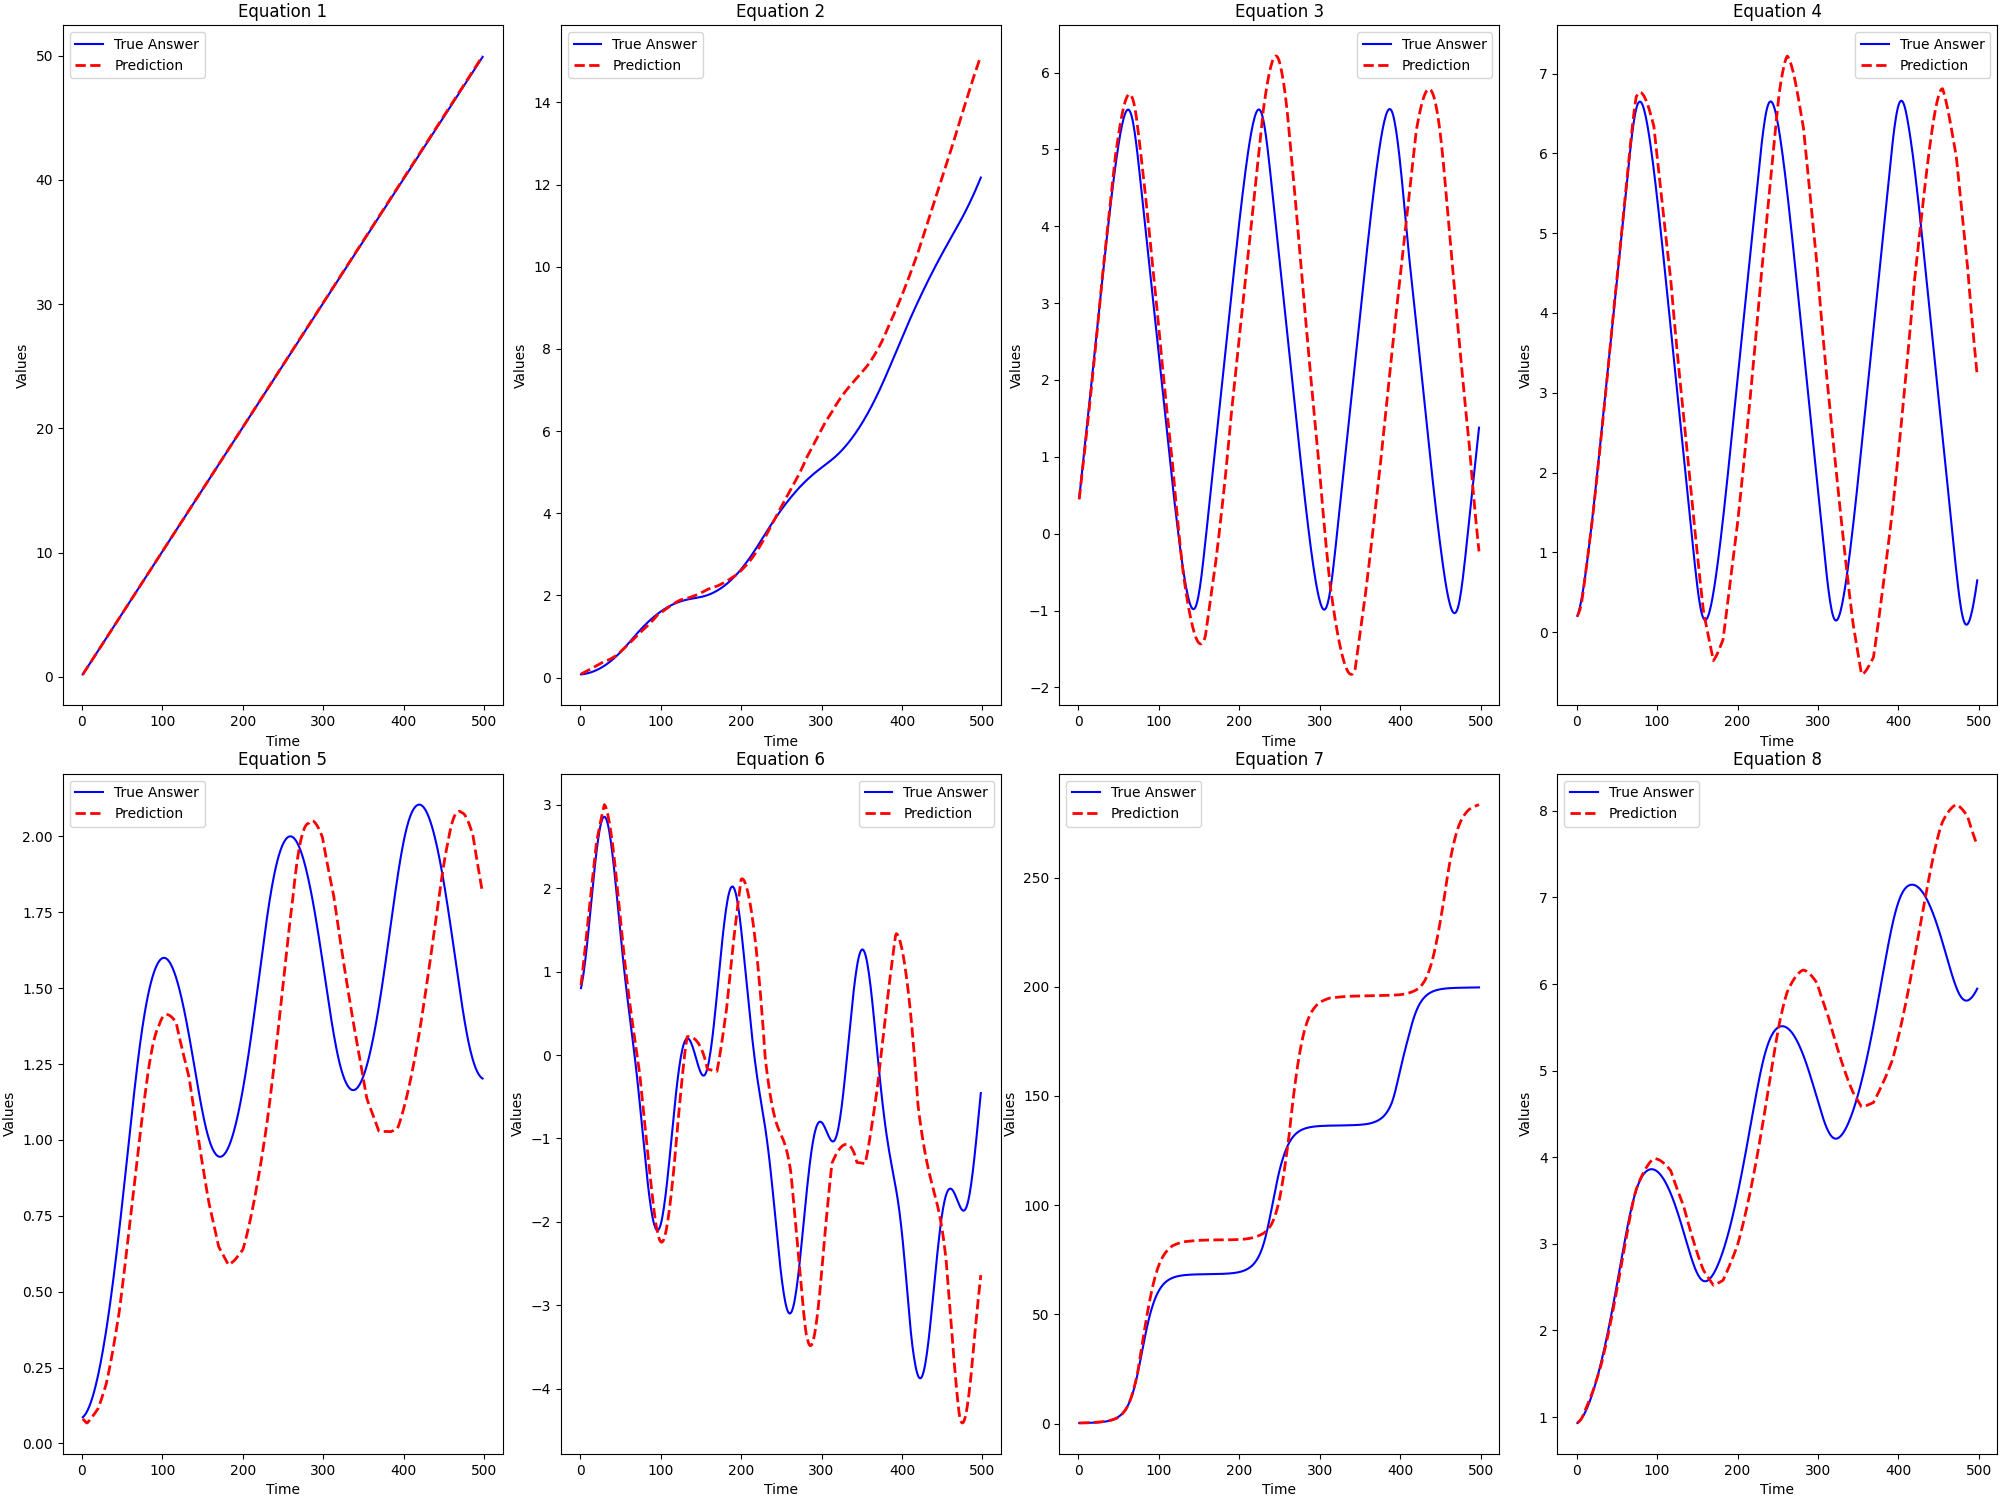 Equation 1
True Answer
Prediction
50
40
30
20
10
0
Values
0 100 200 300 400 500
Time
Equation 2
True Answer
Prediction
14
12
10
8
6
4
2
0
Values
0 100 200 300 400 500
Time
Equation 3
True Answer
Prediction
6
5
4
3
2
1
0
−1
−2
Values
0 100 200 300 400 500
Time
Equation 4
True Answer
Prediction
7
6
5
4
3
2
1
0
Values
0 100 200 300 400 500
Time
Equation 5
True Answer
Prediction
2.00
1.75
1.50
1.25
1.00
0.75
0.50
0.25
0.00
Values
0 100 200 300 400 500
Time
Equation 6
True Answer
Prediction
3
2
1
0
−1
−2
−3
−4
Values
0 100 200 300 400 500
Time
Equation 7
True Answer
Prediction
250
200
150
100
50
0
Values
0 100 200 300 400 500
Time
Equation 8
True Answer
Prediction
8
7
6
5
4
3
2
1
Values
0 100 200 300 400 500
Time